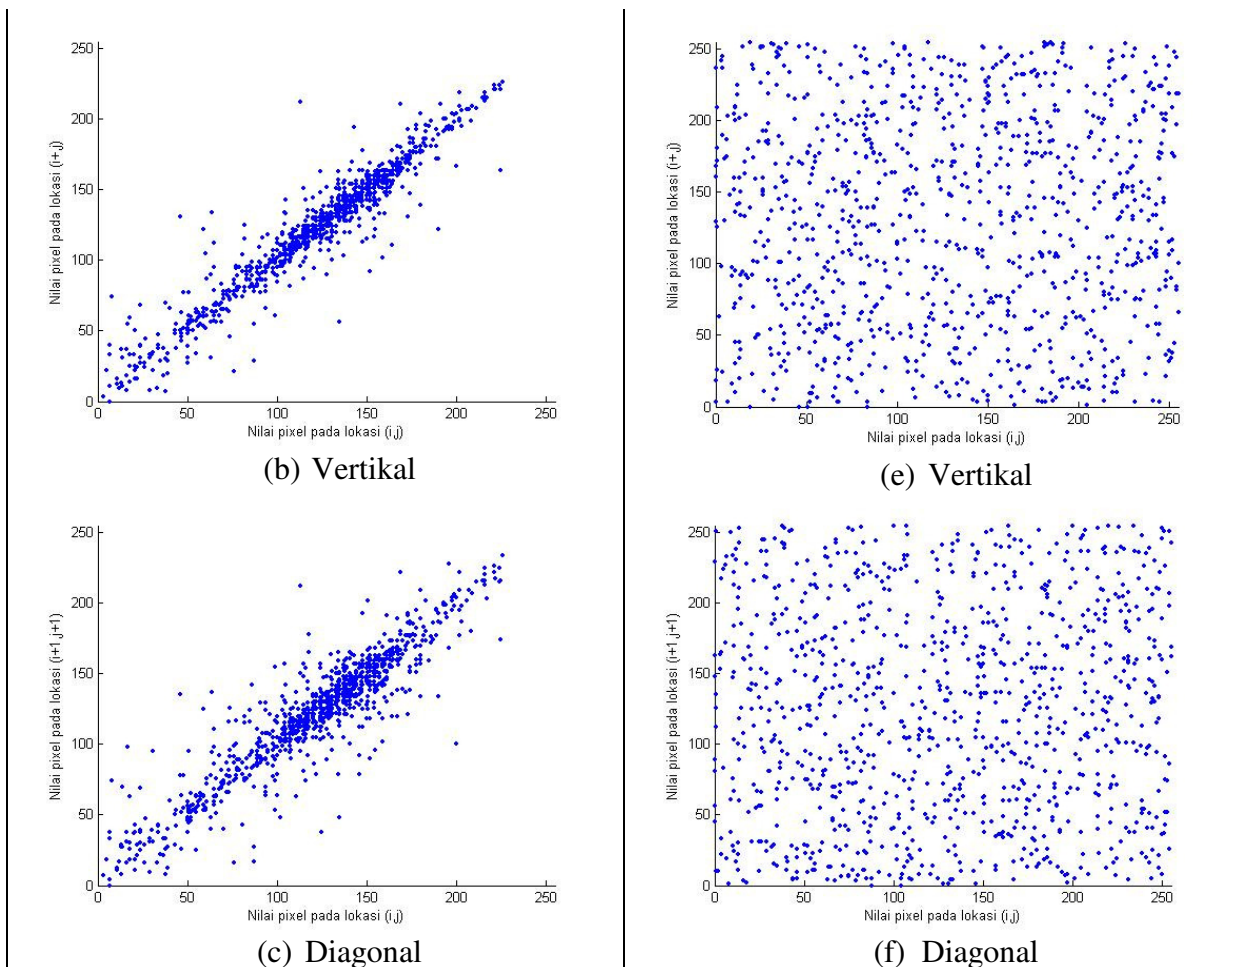 250
200
150
100
50
0
0 50 100 150 200 250
Nilai pixel pada lokasi (i+,j)
Nilai pixel pada lokasi (i,j)
(b) Vertikal
250
200
150
100
50
0
0 50 100 150 200 250
Nilai pixel pada lokasi (i+,j)
Nilai pixel pada lokasi (i,j)
(e) Vertikal
250
200
150
100
50
0
0 50 100 150 200 250
Nilai pixel pada lokasi (i+1,j+1)
Nilai pixel pada lokasi (i,j)
(c) Diagonal
250
200
150
100
50
0
0 50 100 150 200 250
Nilai pixel pada lokasi (i+1,j+1)
Nilai pixel pada lokasi (i,j)
(f) Diagonal